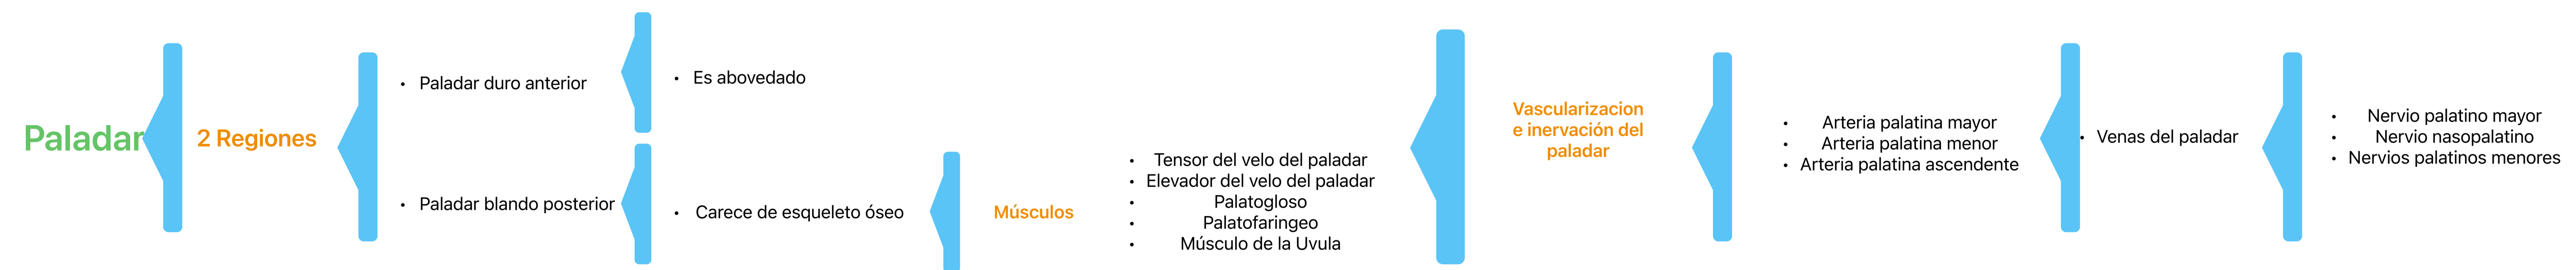 Paladar
2 Regiones
• Paladar duro anterior
• Es abovedado
• Paladar blando posterior
• Carece de esqueleto óseo
Músculos
• Tensor del velo del paladar
• Elevador del velo del paladar
• Palatogloso
• Palatofaringeo
• Músculo de la Uvula
Vascularizacion
e inervación del
paladar
• Arteria palatina mayor
• Arteria palatina menor
• Arteria palatina ascendente
• Venas del paladar
• Nervio palatino mayor
• Nervio nasopalatino
• Nervios palatinos menores